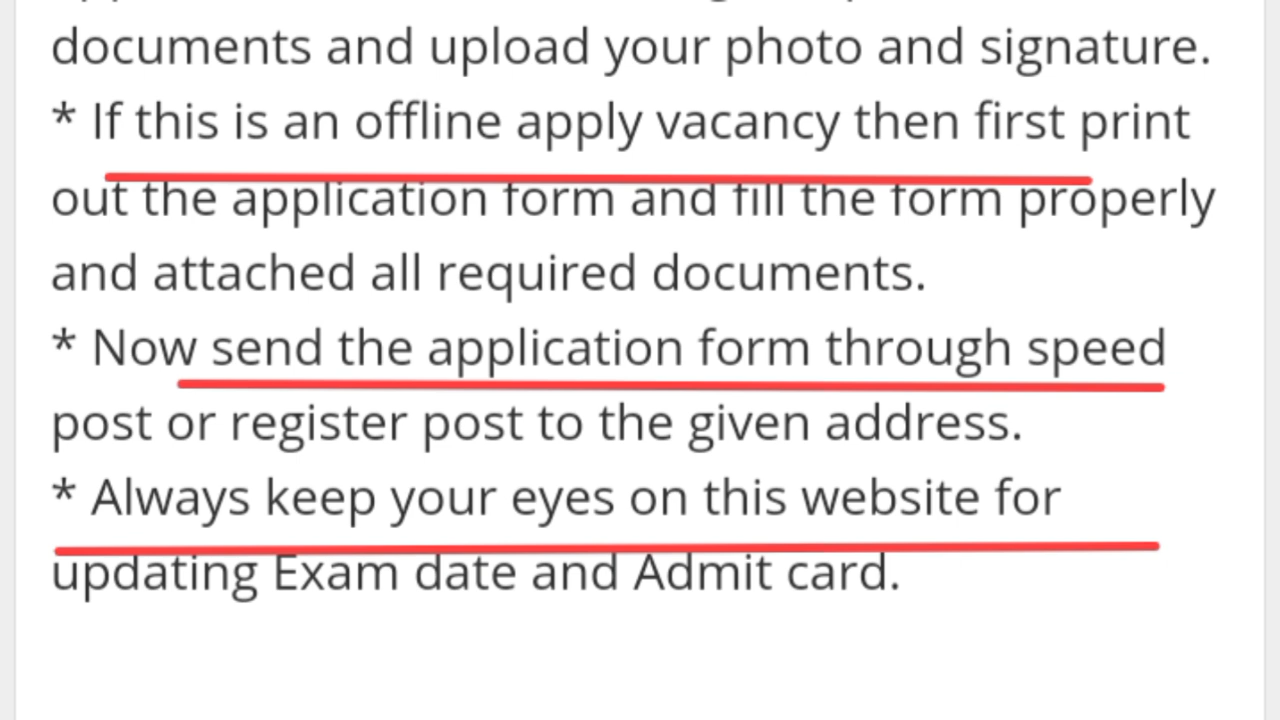 documents and upload your photo and signature.
* If this is an offline apply vacancy then first print
out the application form and fill the form properly
and attached all required documents.
* Now send the application form through speed
post or register post to the given address.
* Always keep your eyes on this website for
updating Exam date and Admit card.